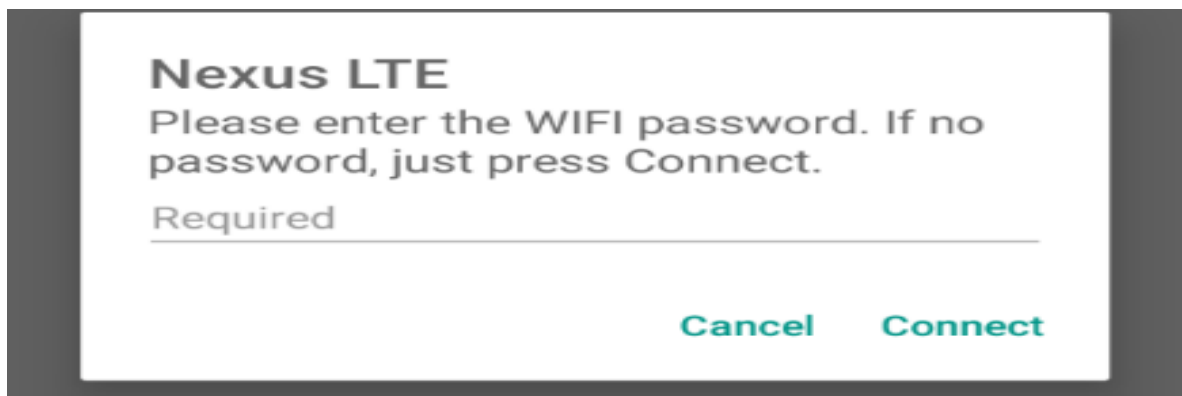 Nexus LTE
Please enter the WIFI password. If no
password, just press Connect.
Required
Cancel Connect